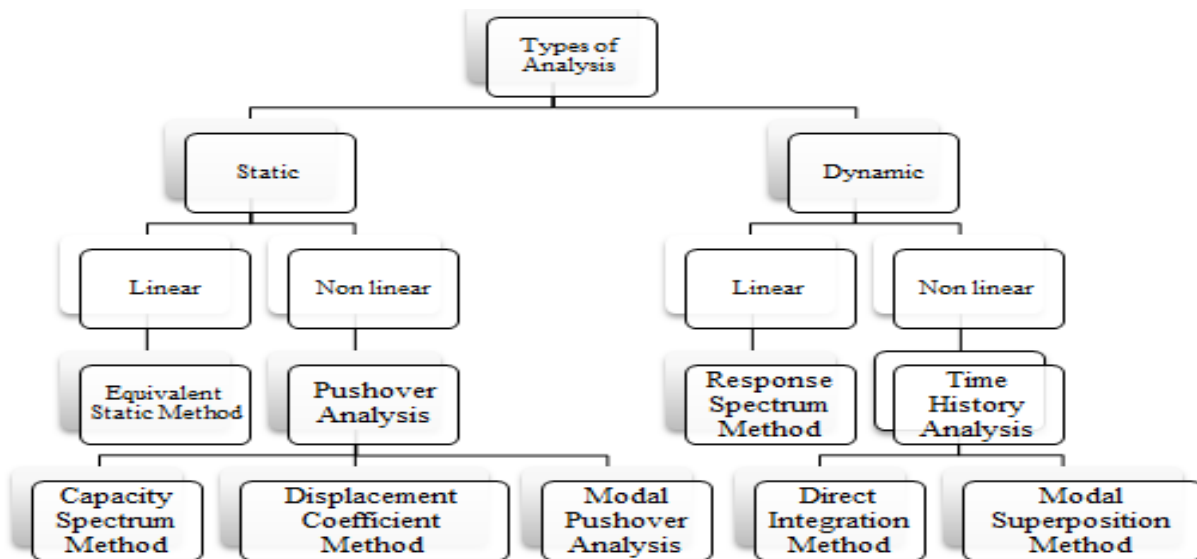 Types of
Analysis
Static
Dynamic
Linear
Non linear
Linear
Non linear
Equivalent
Static Method
Pushover
Analysis
Response
Spectrum
Method
Time
History
Analysis
Capacity
Spectrum
Method
Displacement
Coefficient
Method
Modal
Pushover
Analysis
Direct
Integration
Method
Modal
Superposition
Method